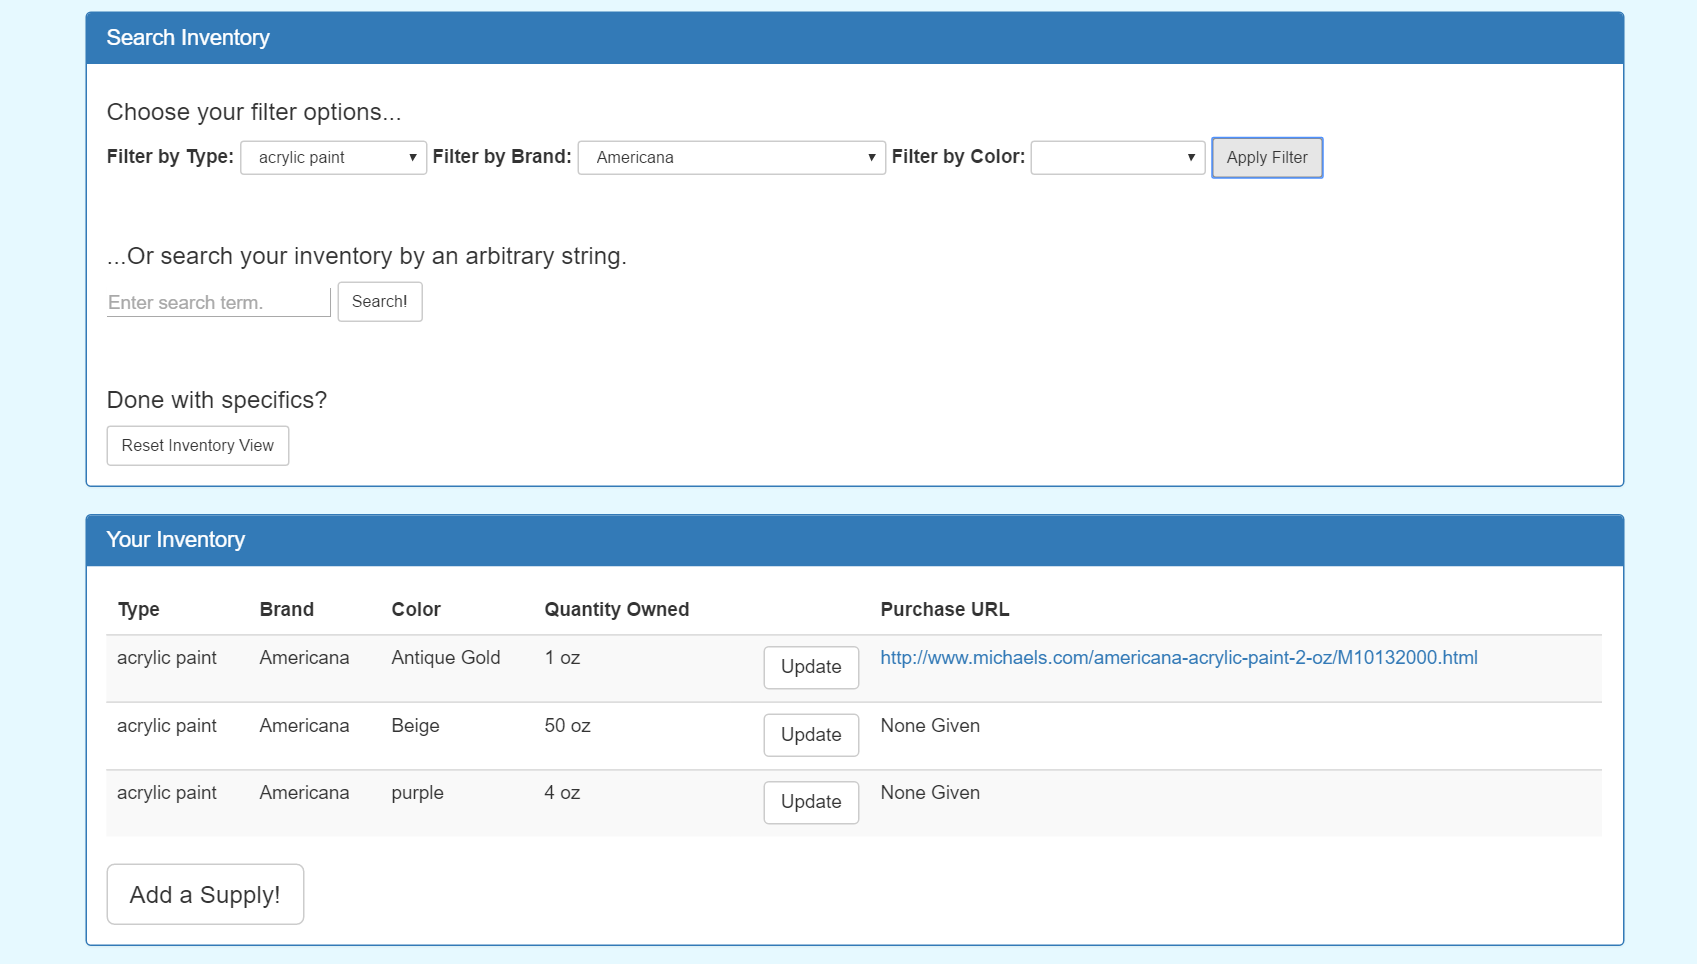 Search Inventory
Choose your filter options...
Filter by Type: acrylic paint Filter by Brand: Americana Filter by Color: Apply Filter
...Or search your inventory by an arbitrary string.
Enter search term. Search!
Done with specifics?
Reset Inventory View
Your Inventory
Type Brand Color Quantity Owned Purchase URL
acrylic paint Americana Antique Gold 1 oz Update http://www.michaels.com/americana-acrylic-paint-2-oz/M10132000.html
acrylic paint Americana Beige 50 oz Update None Given
acrylic paint Americana purple 4 oz Update None Given
Add a Supply!